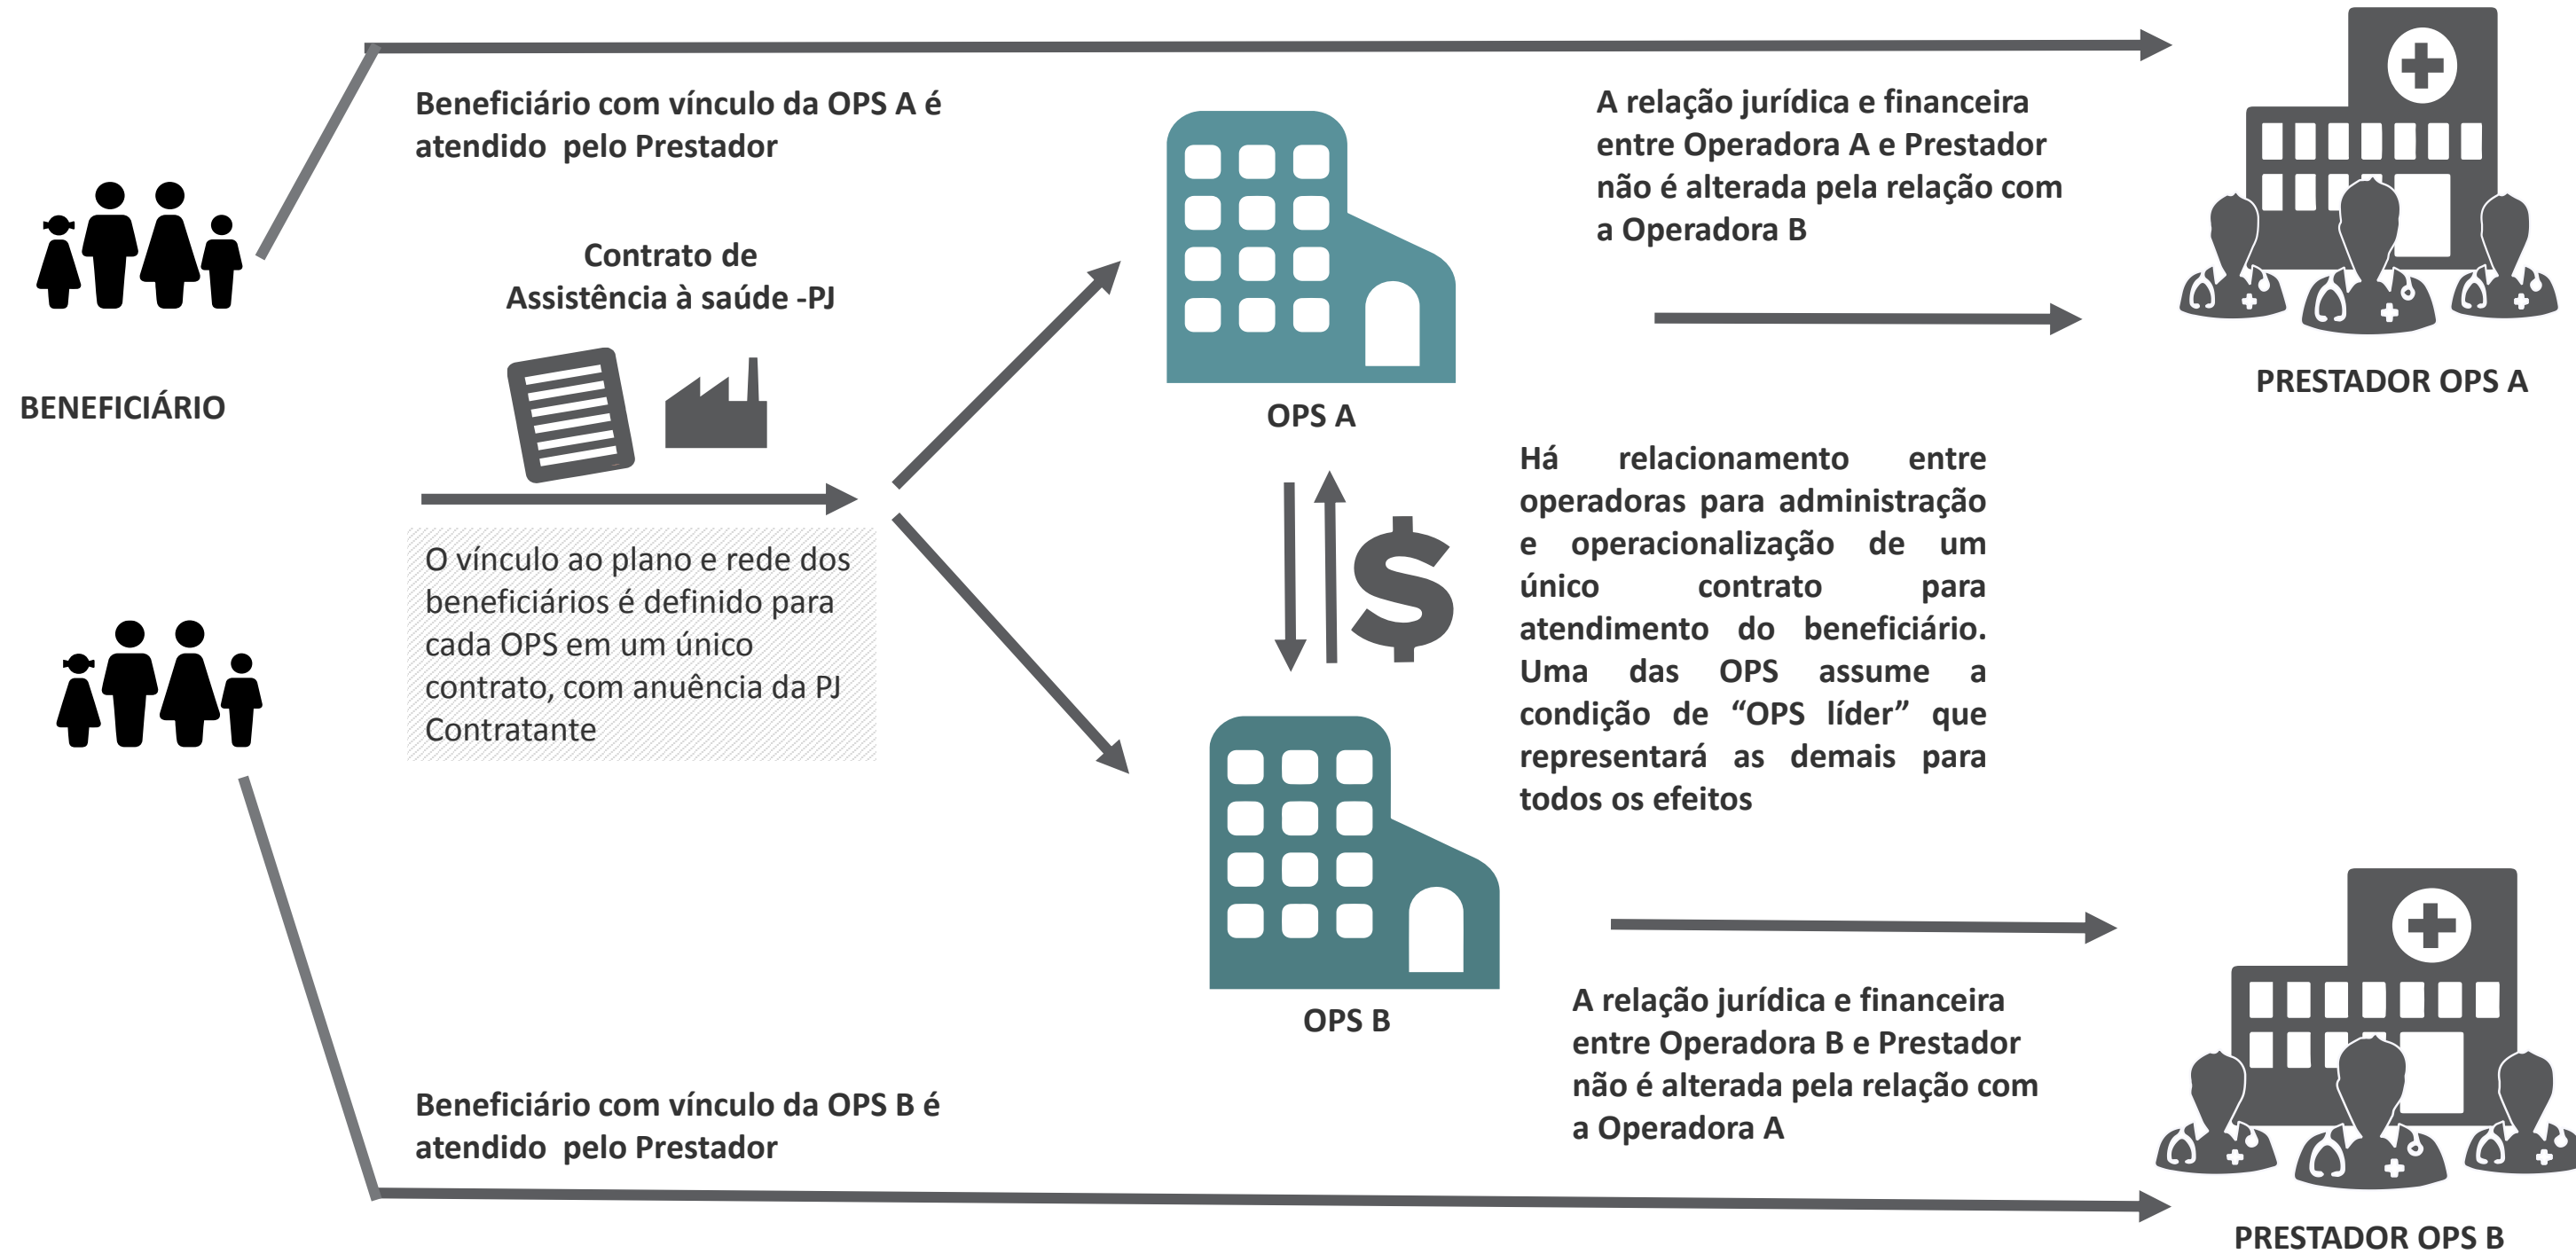 Beneficiário com vínculo da OPS A é
atendido pelo Prestador
A relação jurídica e financeira
entre Operadora A e Prestador
não é alterada pela relação com
a Operadora B
Contrato de
Assistência à saúde -PJ
BENEFICIÁRIO
OPS A
PRESTADOR OPS A
O vínculo ao plano e rede dos
beneficiários é definido para
cada OPS em um único
contrato, com anuência da PJ
Contratante
$
Há relacionamento entre
operadoras para administração
e operacionalização de um
único contrato para
atendimento do beneficiário.
Uma das OPS assume a
condição de “OPS líder” que
representará as demais para
todos os efeitos
OPS B
A relação jurídica e financeira
entre Operadora B e Prestador
não é alterada pela relação com
a Operadora A
Beneficiário com vínculo da OPS B é
atendido pelo Prestador
PRESTADOR OPS B